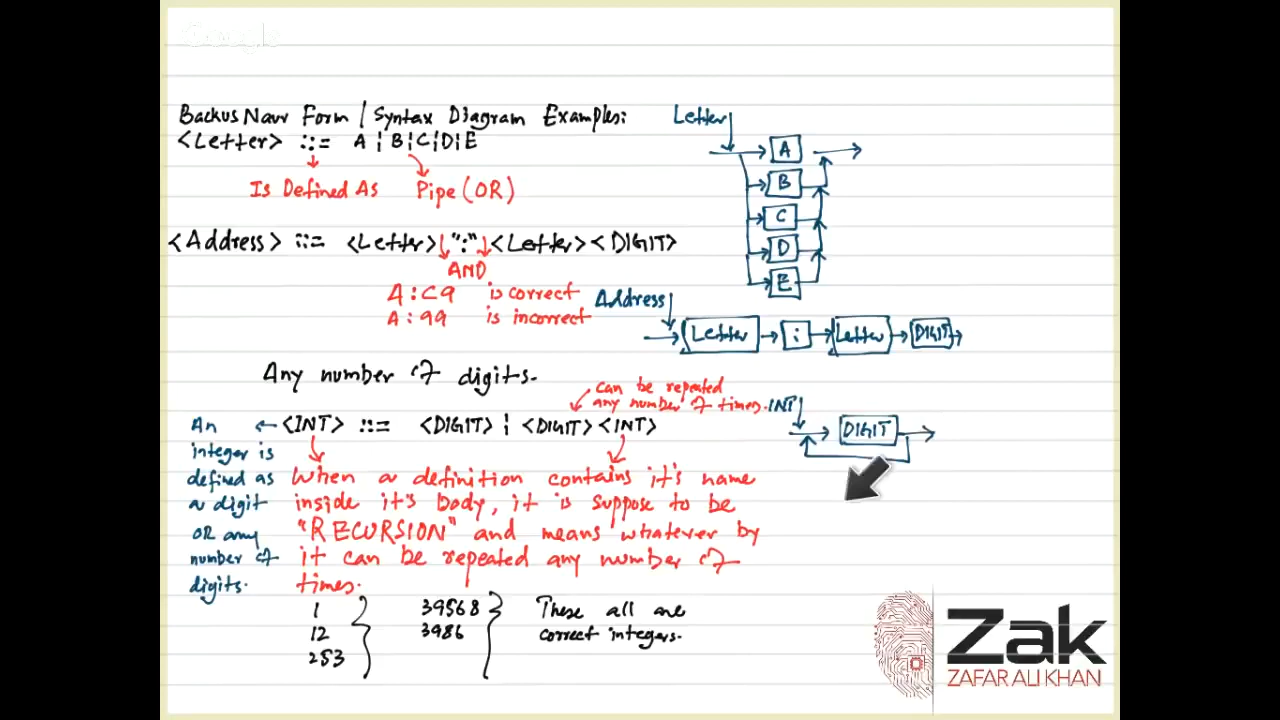 Backus Naur Form / Syntax Diagram Examples:
<Letter> ::= A | B | C | D | E
Is Defined As Pipe (OR)
Letter
A
B
C
D
E
<Address> ::= <Letter> ":" <Letter> <DIGIT>
AND
A : C9 is correct
A : 99 is incorrect
Address
Letter : Letter DIGIT
Any number of digits.
can be repeated
any number of times.
<INT> ::= <DIGIT> | <DIGIT> <INT>
INT
DIGIT
An
integer is
defined as
a digit
OR any
number of
digits.
When a definition contains it's name
inside it's body, it is suppose to be
"RECURSION" and means whatever by
it can be repeated any number of
times.
1
12
253
39568
3986
These all are
correct integers.
Zak
ZAFAR ALI KHAN